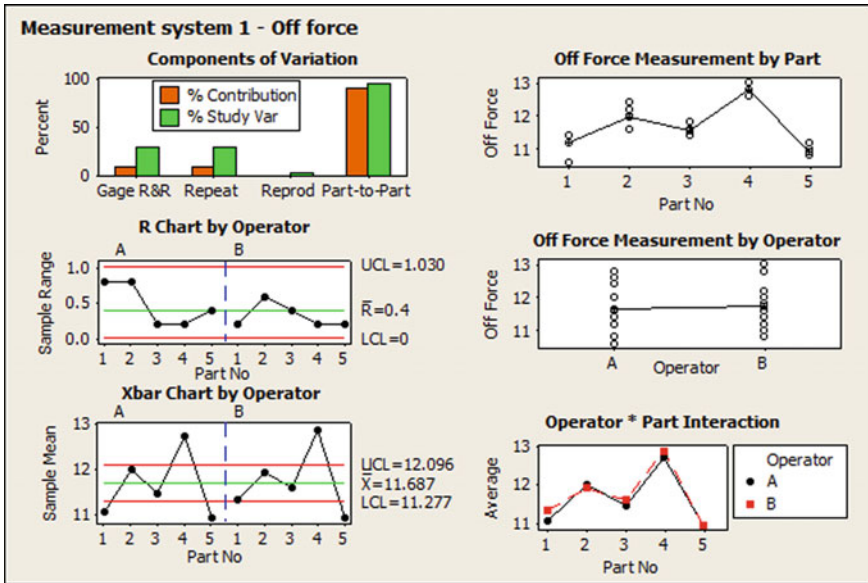 Measurement system 1 - Off force
Components of Variation
Percent
100
50
0
% Contribution
% Study Var
Gage R&R Repeat Reprod Part-to-Part
R Chart by Operator
A B
Sample Range
1.0
0.5
0.0
UCL=1.030
R̅=0.4
LCL=0
1 2 3 4 5 1 2 3 4 5
Part No
Xbar Chart by Operator
A B
Sample Mean
13
12
11
UCL=12.096
X̿=11.687
LCL=11.277
1 2 3 4 5 1 2 3 4 5
Part No
Off Force Measurement by Part
Off Force
13
12
11
1 2 3 4 5
Part No
Off Force Measurement by Operator
Off Force
13
12
11
A Operator B
Operator * Part Interaction
Average
13
12
11
1 2 3 4 5
Part No
Operator
A
B